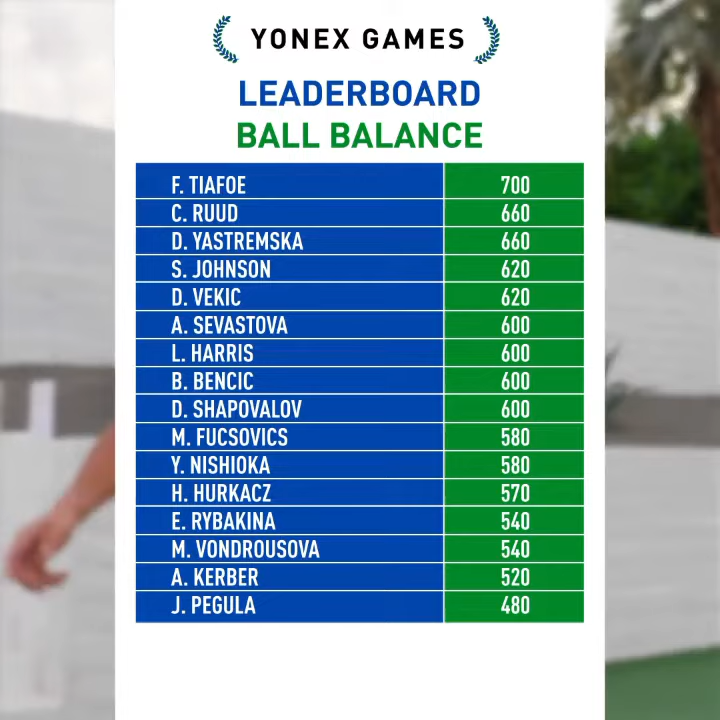 YONEX GAMES
LEADERBOARD
BALL BALANCE
F. TIAFOE 700
C. RUUD 660
D. YASTREMSKA 660
S. JOHNSON 620
D. VEKIC 620
A. SEVASTOVA 600
L. HARRIS 600
B. BENCIC 600
D. SHAPOVALOV 600
M. FUCSOVICS 580
Y. NISHIOKA 580
H. HURKACZ 570
E. RYBAKINA 540
M. VONDROUSOVA 540
A. KERBER 520
J. PEGULA 480